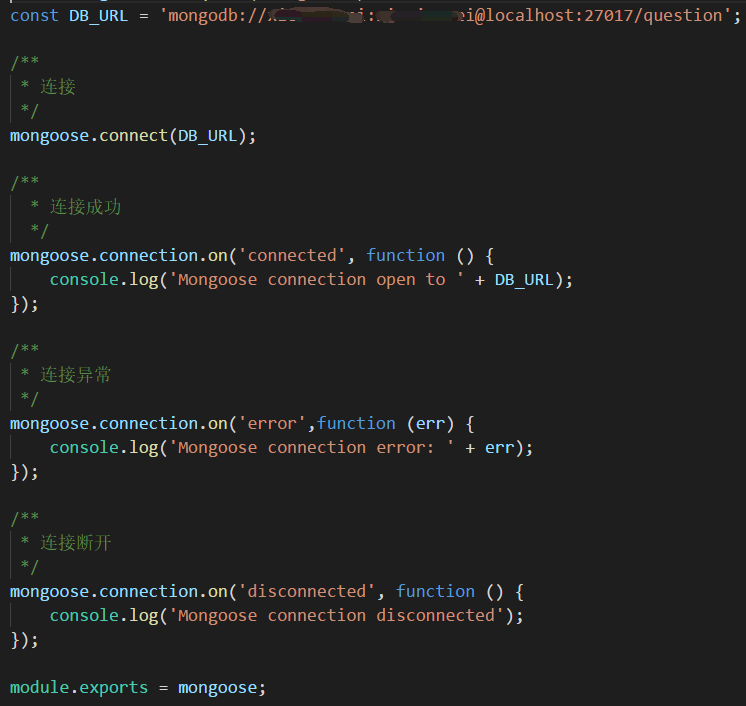 const DB_URL = 'mongodb:// @localhost:27017/question';
/**
* 连接
*/
mongoose.connect(DB_URL);
/**
* 连接成功
*/
mongoose.connection.on('connected', function () {
console.log('Mongoose connection open to ' + DB_URL);
});
/**
* 连接异常
*/
mongoose.connection.on('error',function (err) {
console.log('Mongoose connection error: ' + err);
});
/**
* 连接断开
*/
mongoose.connection.on('disconnected', function () {
console.log('Mongoose connection disconnected');
});
module.exports = mongoose;